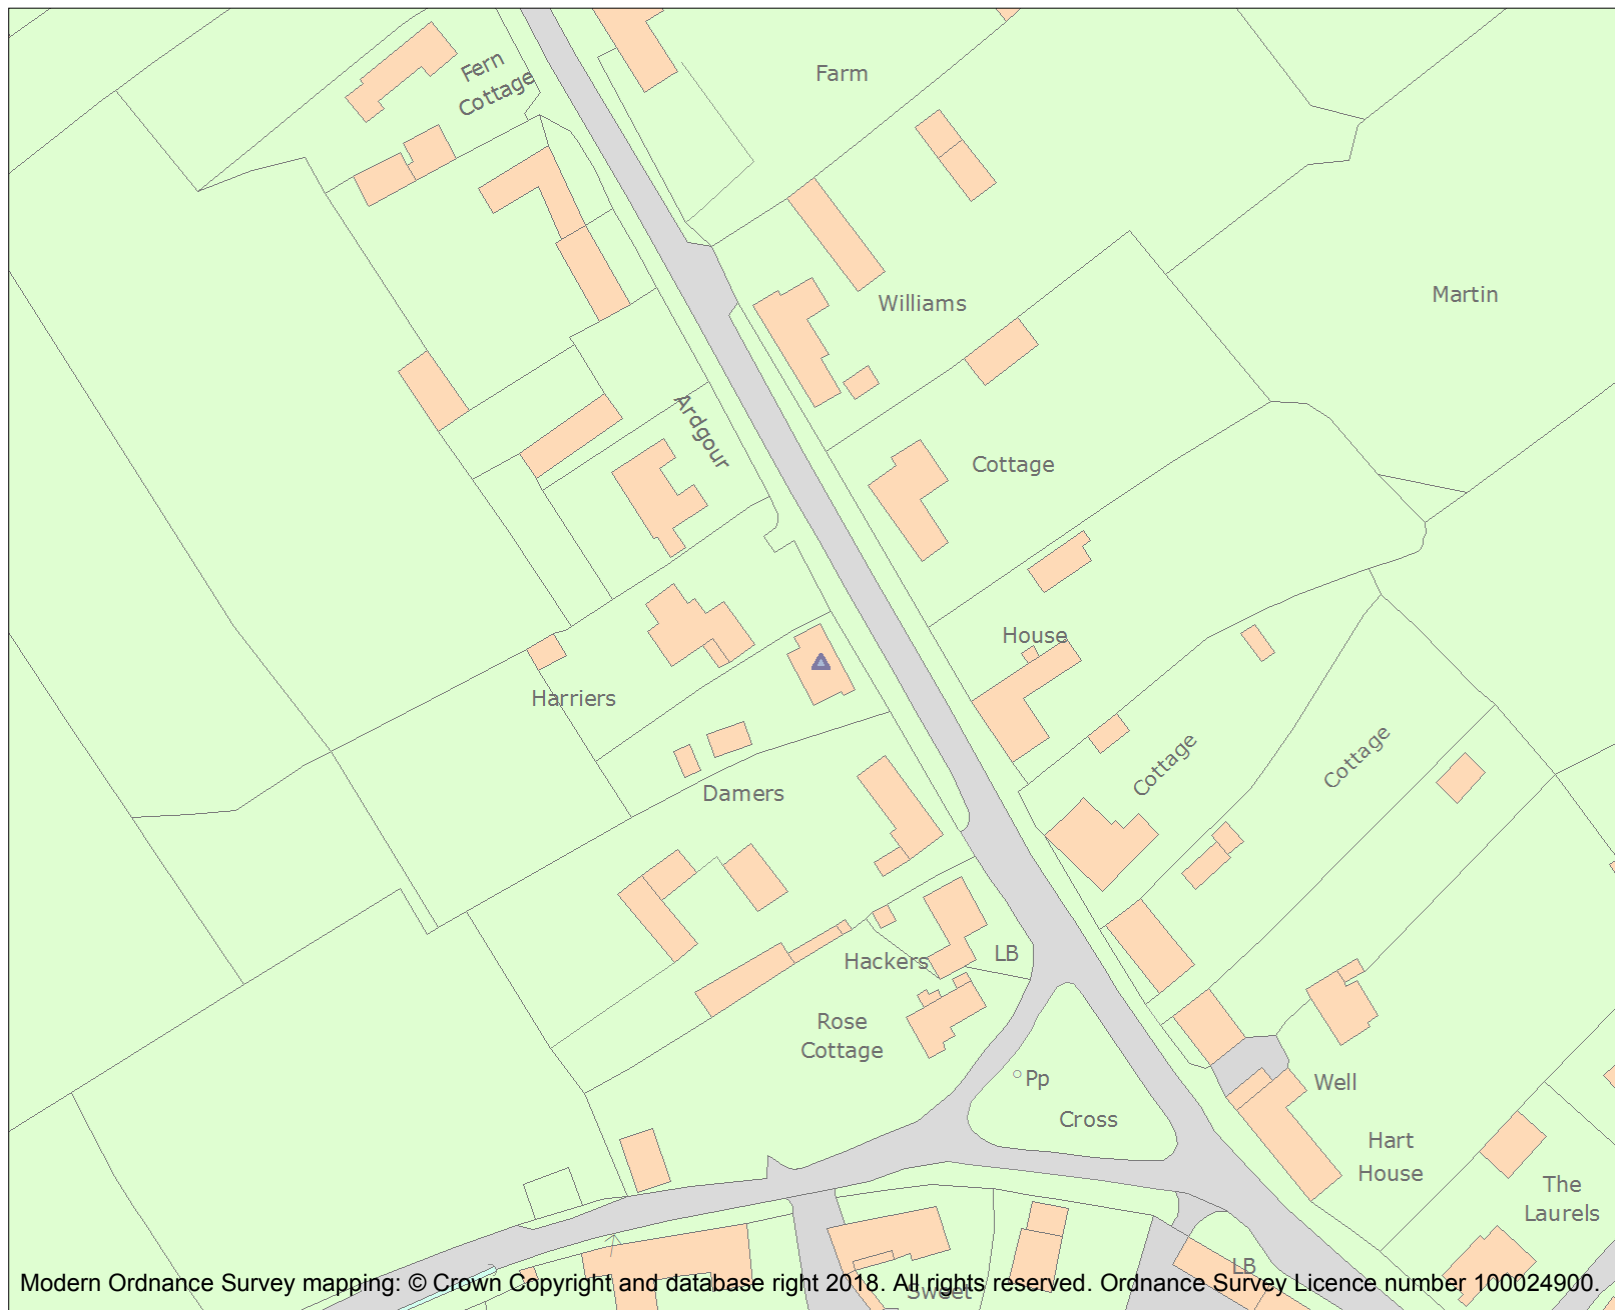 Fern
Cottage
Farm
Williams
Martin
Ardgour
Cottage
House
Harriers
Cottage
Cottage
Damers
Hackers
LB
Rose
Cottage
Pp
Cross
Well
Hart
House
The
Laurels
LB
Sweet
Modern Ordnance Survey mapping: © Crown Copyright and database right 2018. All rights reserved. Ordnance Survey Licence number 100024900.